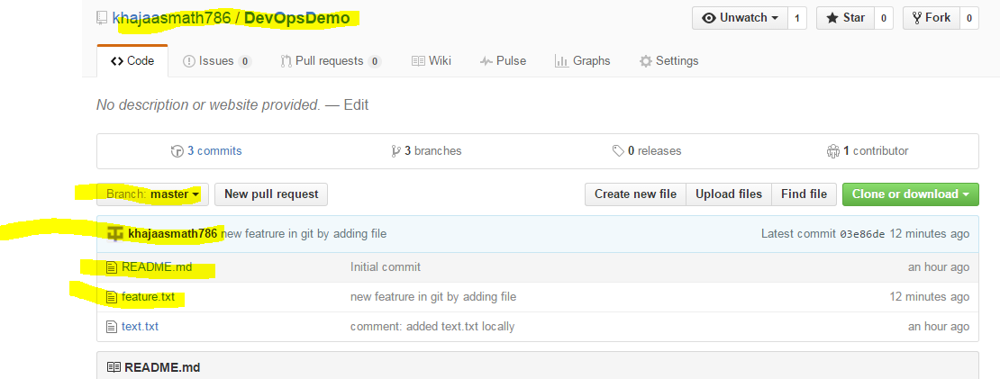 khajaasmath786 / DevOpsDemo Unwatch 1 Star 0 Fork 0
Code Issues 0 Pull requests 0 Wiki Pulse Graphs Settings
No description or website provided. — Edit
3 commits 3 branches 0 releases 1 contributor
Branch: master New pull request Create new file Upload files Find file Clone or download
khajaasmath786 new featrure in git by adding file Latest commit 03e86de 12 minutes ago
README.md Initial commit an hour ago
feature.txt new featrure in git by adding file 12 minutes ago
text.txt comment: added text.txt locally an hour ago
README.md